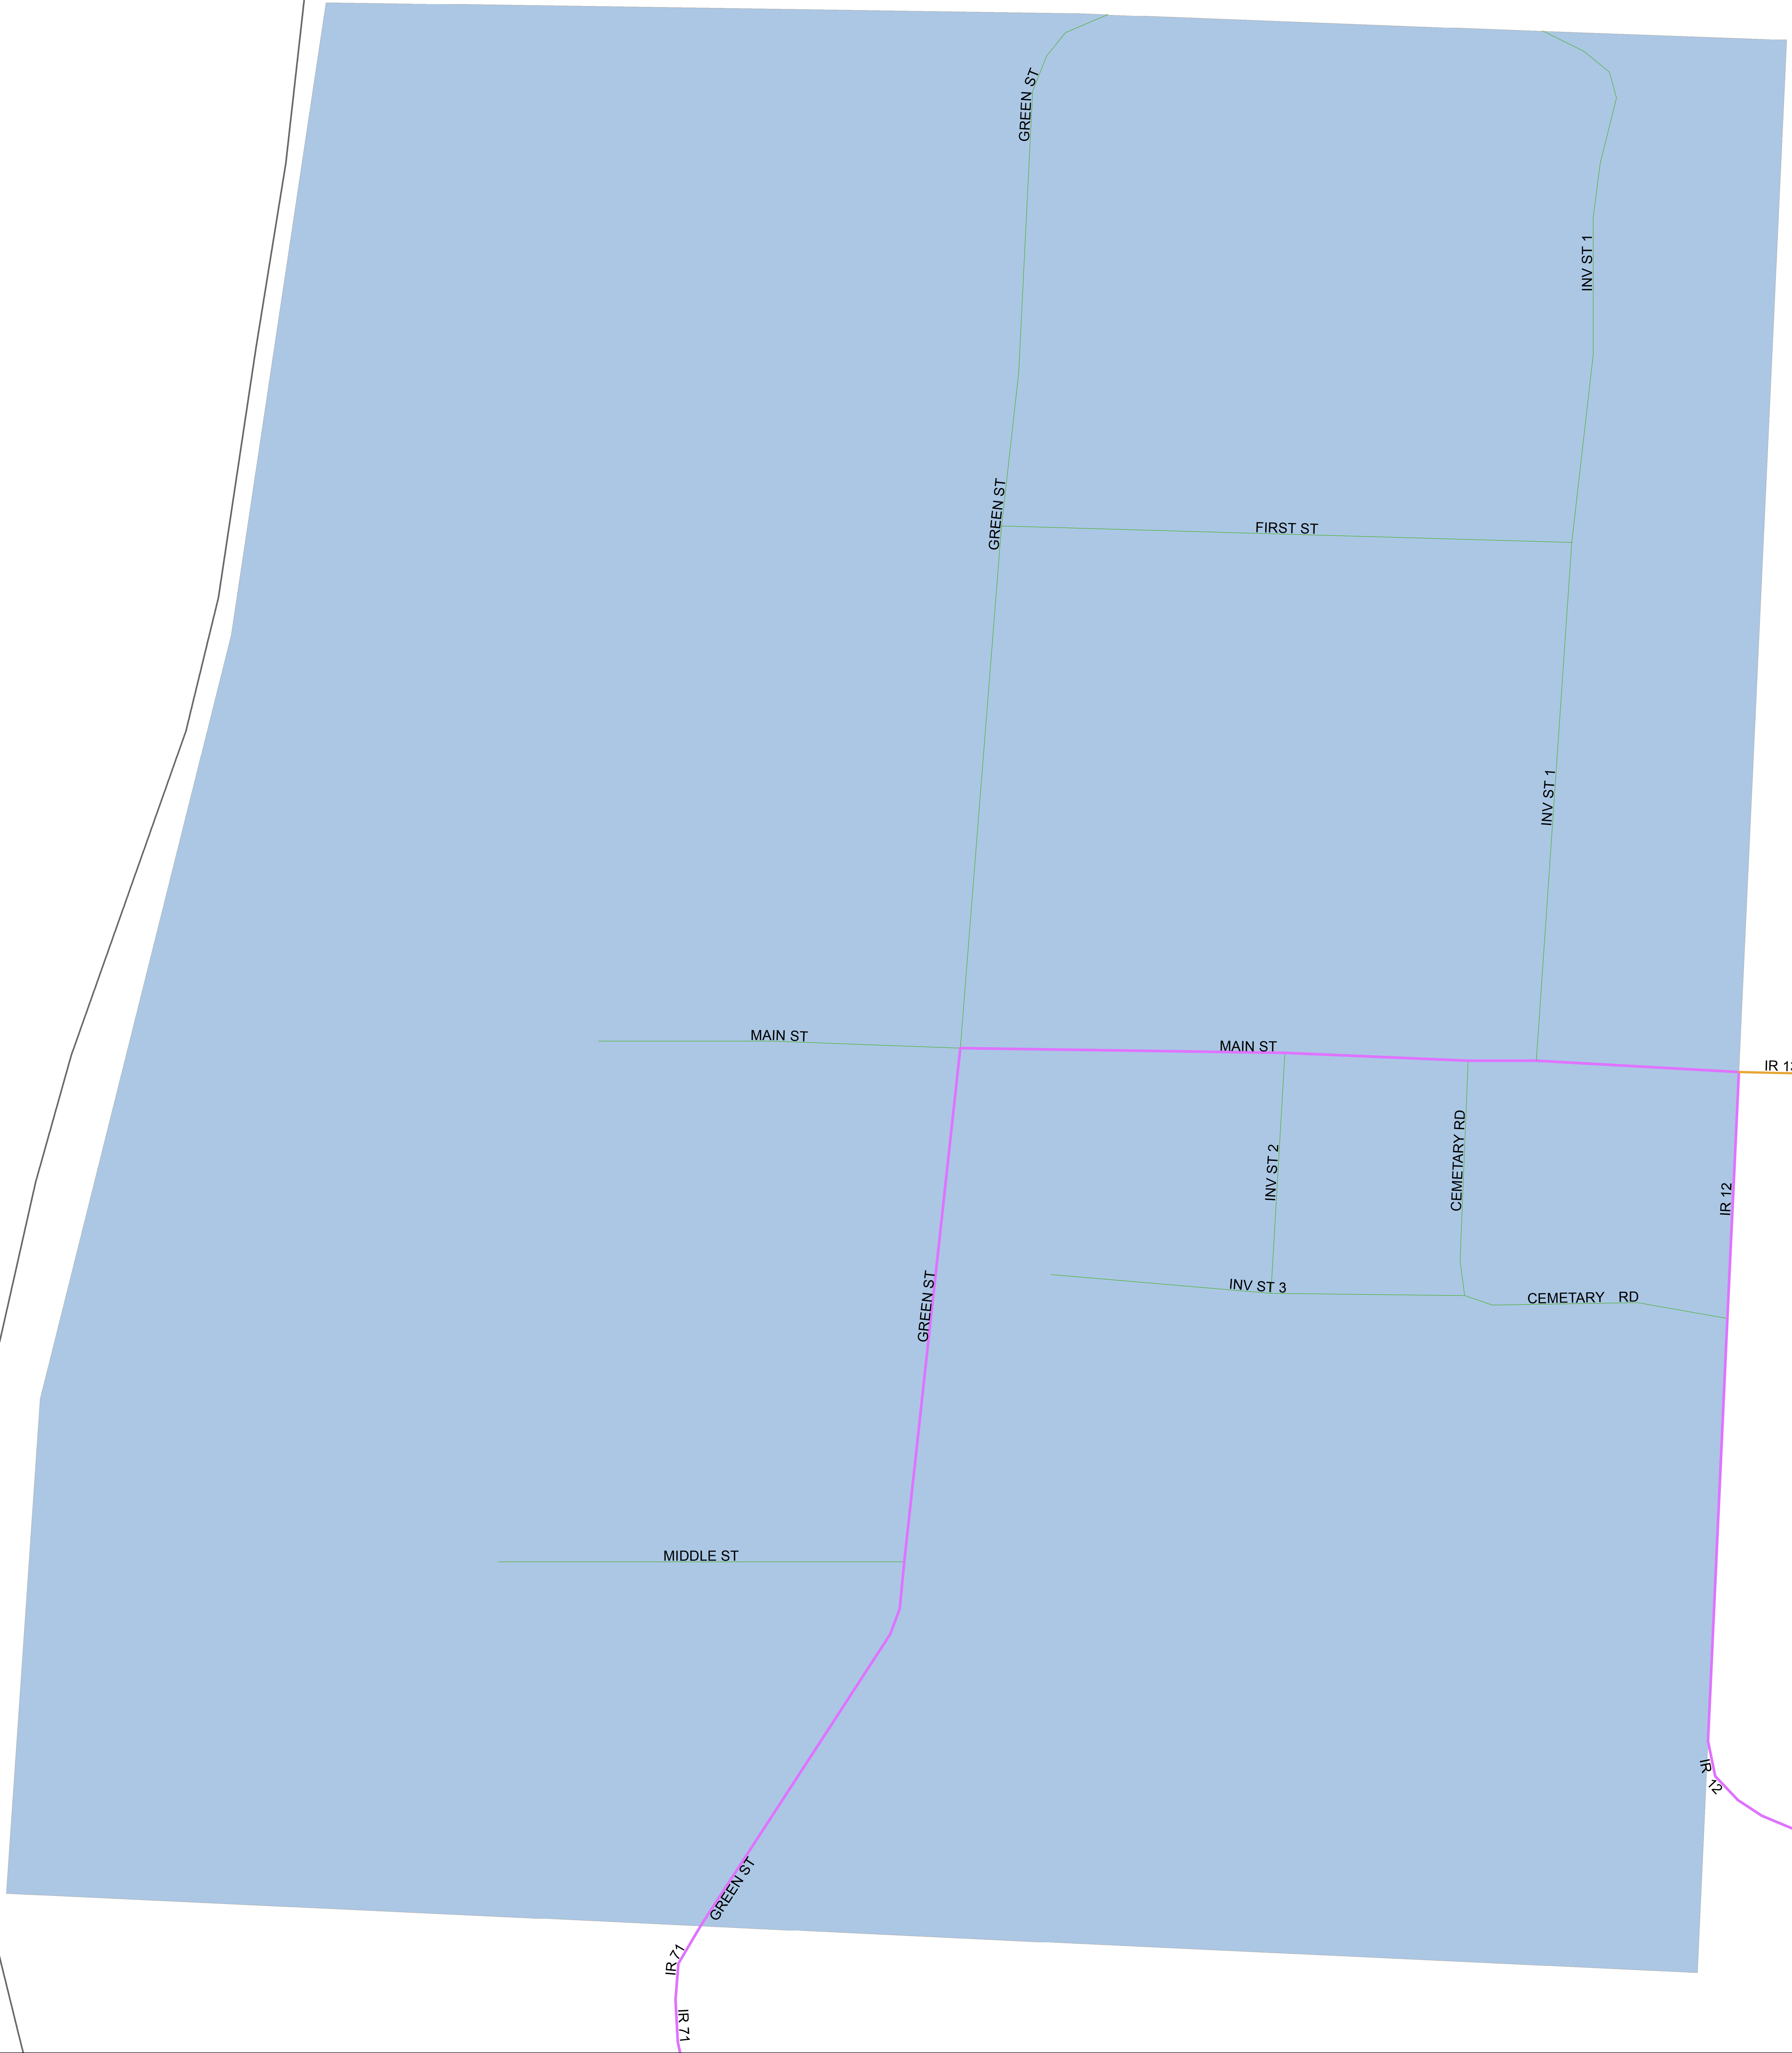 GREEN ST
INV ST 1
GREEN ST
FIRST ST
INV ST 1
MAIN ST
MAIN ST
IR 13
CEMETARY RD
INV ST 2
IR 12
GREEN ST
INV ST 3
CEMETARY RD
MIDDLE ST
IR 12
GREEN ST
IR 71
IR 71